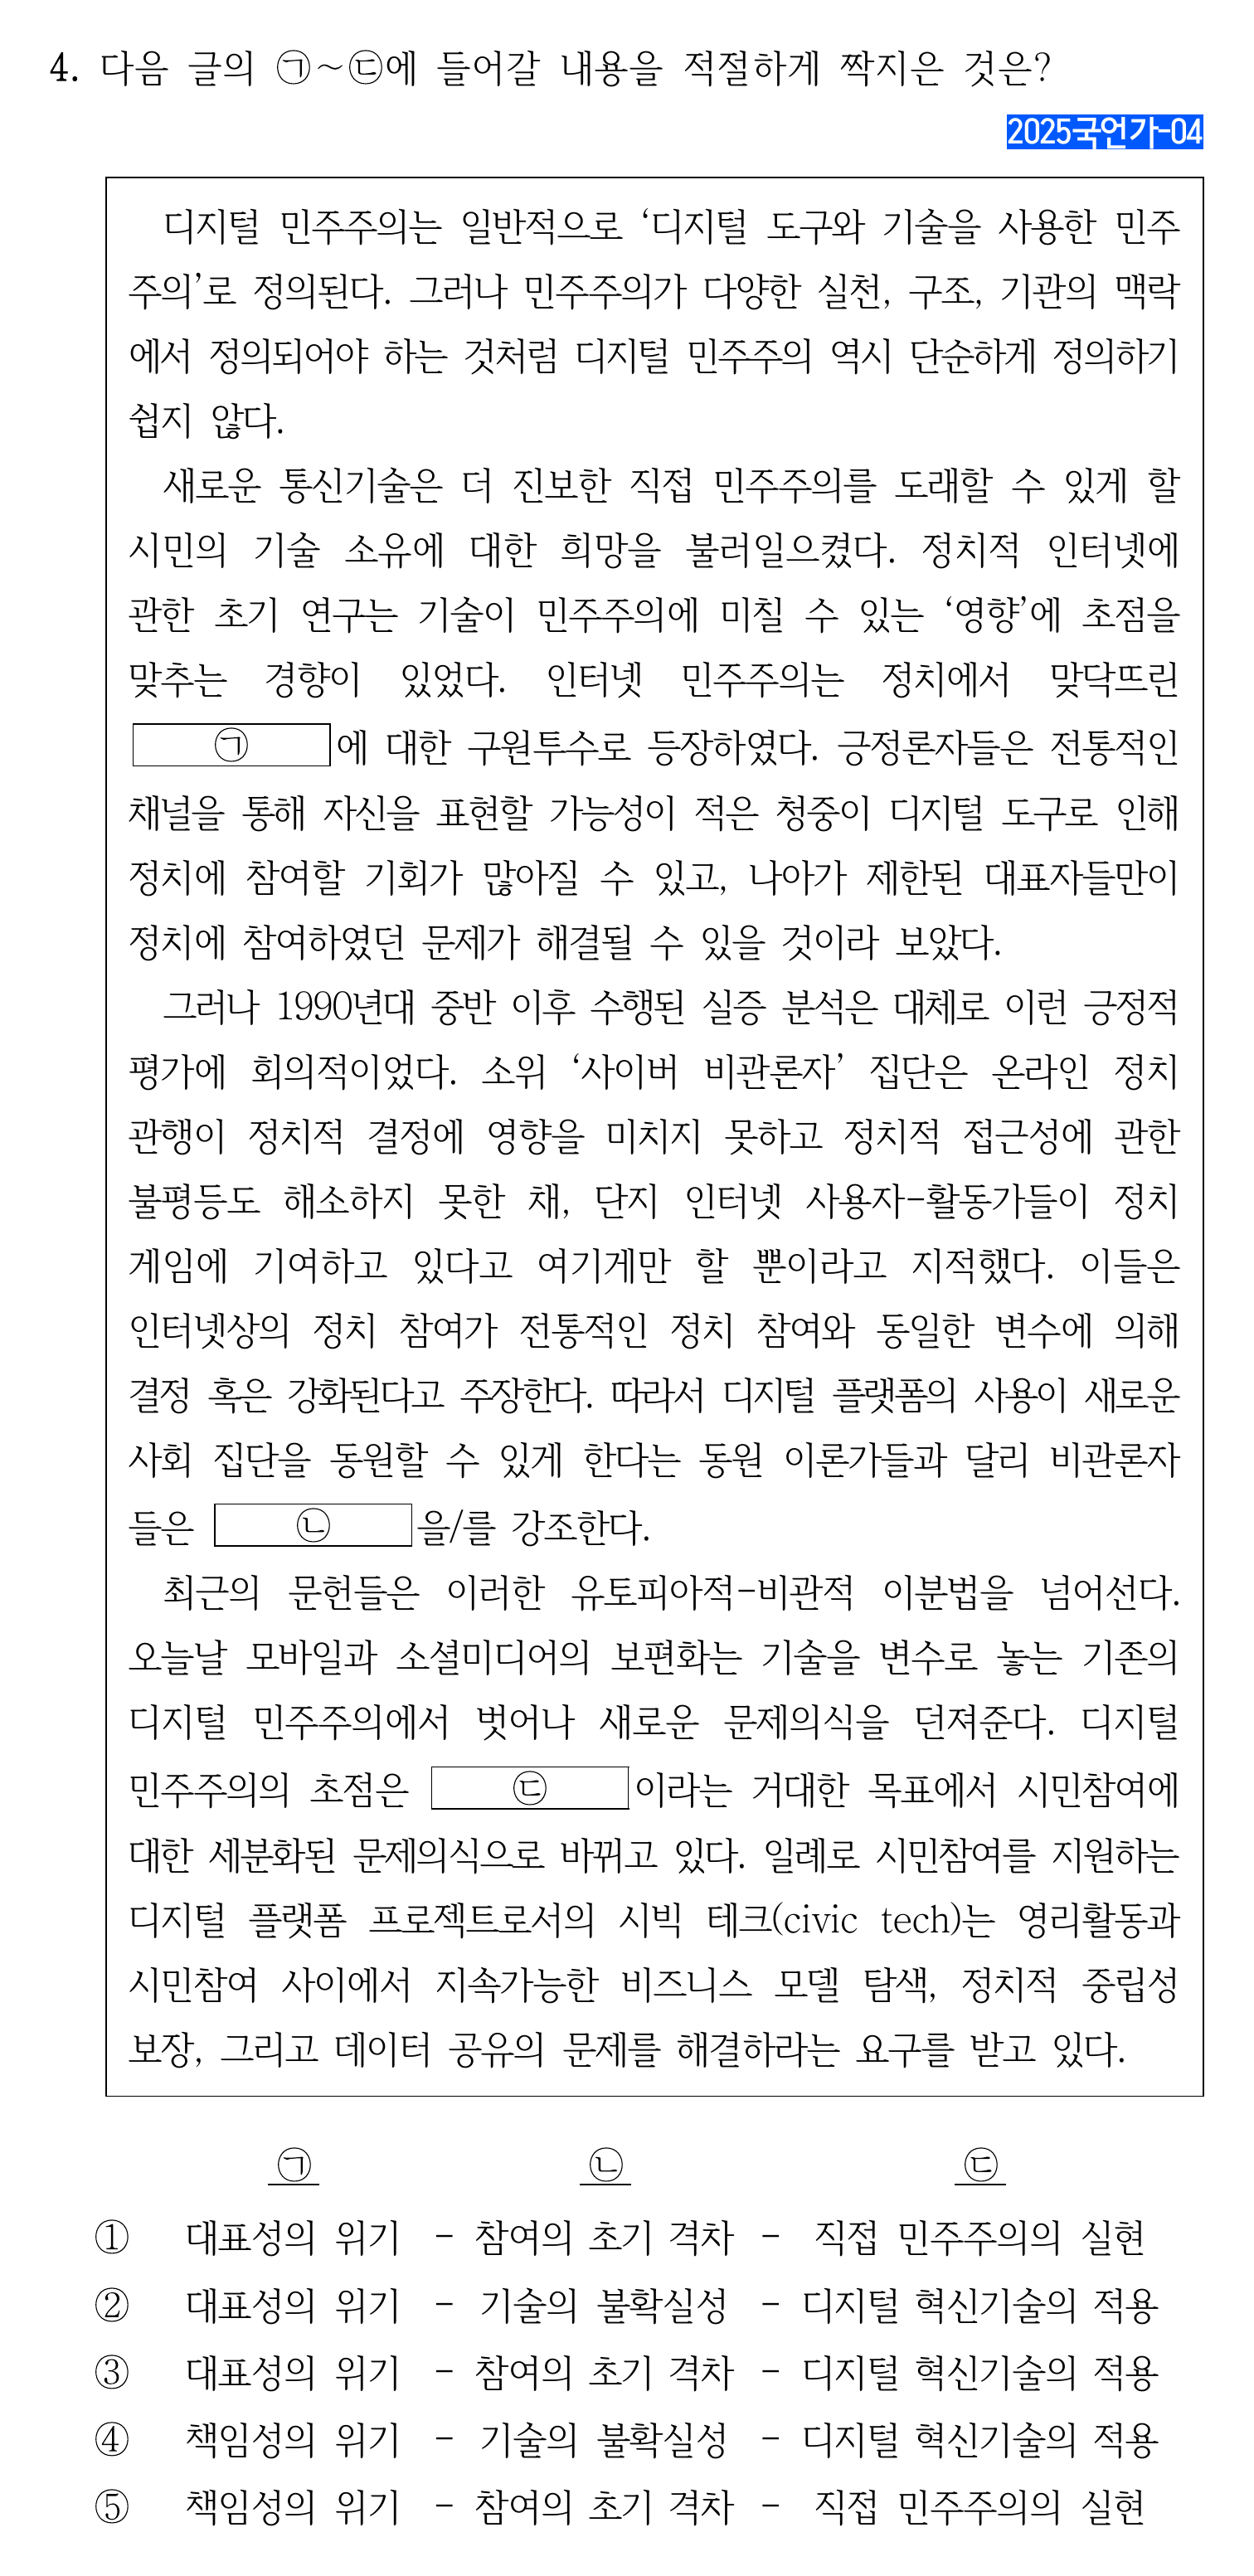 4. 다음 글의 ㉠~㉢에 들어갈 내용을 적절하게 짝지은 것은?
2025국언가-04
디지털 민주주의는 일반적으로 ‘디지털 도구와 기술을 사용한 민주
주의’로 정의된다. 그러나 민주주의가 다양한 실천, 구조, 기관의 맥락
에서 정의되어야 하는 것처럼 디지털 민주주의 역시 단순하게 정의하기
쉽지 않다.
새로운 통신기술은 더 진보한 직접 민주주의를 도래할 수 있게 할
시민의 기술 소유에 대한 희망을 불러일으켰다. 정치적 인터넷에
관한 초기 연구는 기술이 민주주의에 미칠 수 있는 ‘영향’에 초점을
맞추는 경향이 있었다. 인터넷 민주주의는 정치에서 맞닥뜨린
㉠에 대한 구원투수로 등장하였다. 긍정론자들은 전통적인
채널을 통해 자신을 표현할 가능성이 적은 청중이 디지털 도구로 인해
정치에 참여할 기회가 많아질 수 있고, 나아가 제한된 대표자들만이
정치에 참여하였던 문제가 해결될 수 있을 것이라 보았다.
그러나 1990년대 중반 이후 수행된 실증 분석은 대체로 이런 긍정적
평가에 회의적이었다. 소위 ‘사이버 비관론자’ 집단은 온라인 정치
관행이 정치적 결정에 영향을 미치지 못하고 정치적 접근성에 관한
불평등도 해소하지 못한 채, 단지 인터넷 사용자-활동가들이 정치
게임에 기여하고 있다고 여기게만 할 뿐이라고 지적했다. 이들은
인터넷상의 정치 참여가 전통적인 정치 참여와 동일한 변수에 의해
결정 혹은 강화된다고 주장한다. 따라서 디지털 플랫폼의 사용이 새로운
사회 집단을 동원할 수 있게 한다는 동원 이론가들과 달리 비관론자
들은 ㉡을/를 강조한다.
최근의 문헌들은 이러한 유토피아적-비관적 이분법을 넘어선다.
오늘날 모바일과 소셜미디어의 보편화는 기술을 변수로 놓는 기존의
디지털 민주주의에서 벗어나 새로운 문제의식을 던져준다. 디지털
민주주의의 초점은 ㉢이라는 거대한 목표에서 시민참여에
대한 세분화된 문제의식으로 바뀌고 있다. 일례로 시민참여를 지원하는
디지털 플랫폼 프로젝트로서의 시빅 테크(civic tech)는 영리활동과
시민참여 사이에서 지속가능한 비즈니스 모델 탐색, 정치적 중립성
보장, 그리고 데이터 공유의 문제를 해결하라는 요구를 받고 있다.
㉠ ㉡ ㉢
① 대표성의 위기 - 참여의 초기 격차 - 직접 민주주의의 실현
② 대표성의 위기 - 기술의 불확실성 - 디지털 혁신기술의 적용
③ 대표성의 위기 - 참여의 초기 격차 - 디지털 혁신기술의 적용
④ 책임성의 위기 - 기술의 불확실성 - 디지털 혁신기술의 적용
⑤ 책임성의 위기 - 참여의 초기 격차 - 직접 민주주의의 실현